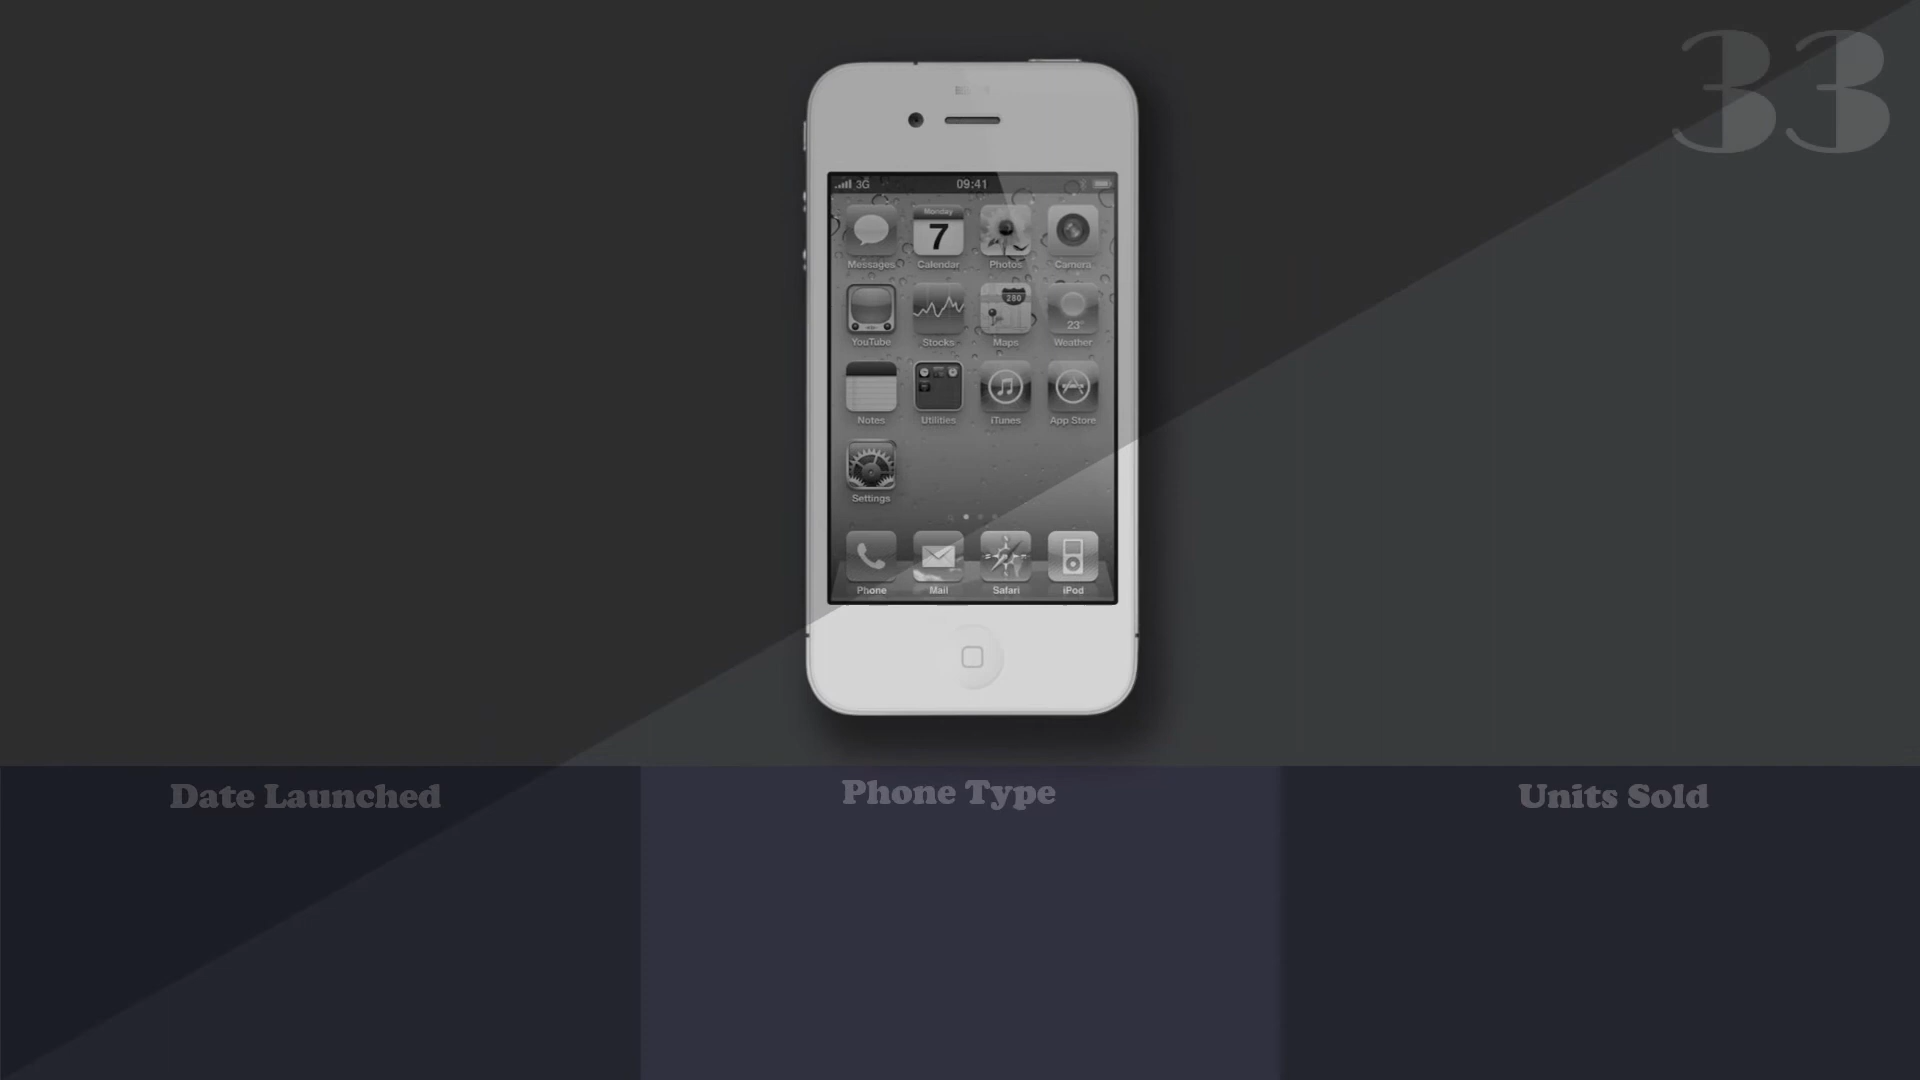 33
3G 09:41
Monday
7
Messages Calendar Photos Camera
280
23°
YouTube Stocks Maps Weather
Notes Utilities iTunes App Store
Settings
Phone Mail Safari iPod
Date Launched Phone Type Units Sold